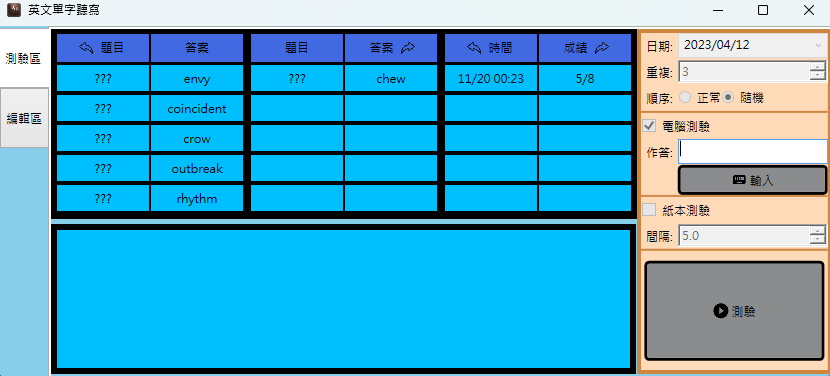 英文單字聽寫
測驗區
編輯區
題目 答案 題目 答案 時間 成績
??? envy ??? chew 11/20 00:23 5/8
??? coincident
??? crow
??? outbreak
??? rhythm
日期: 2023/04/12
重複: 3
順序: 正常 隨機
電腦測驗
作答:
輸入
紙本測驗
間隔: 5.0
測驗